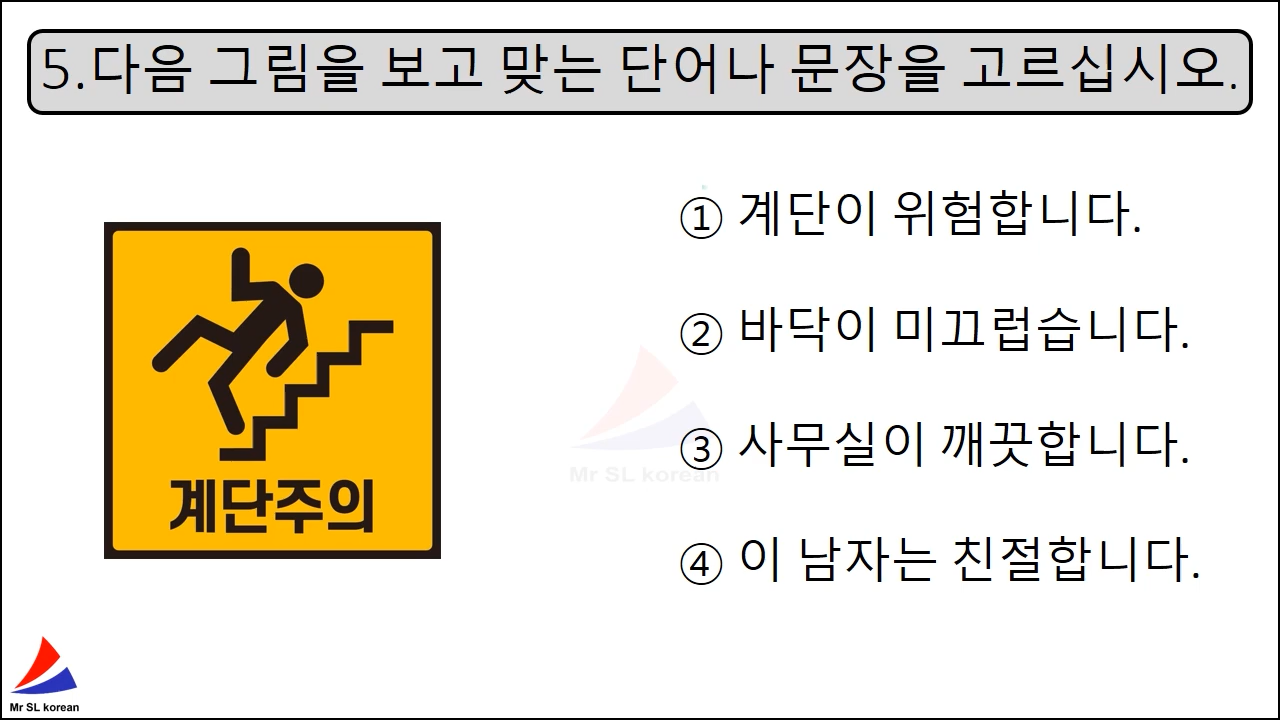 5.다음 그림을 보고 맞는 단어나 문장을 고르십시오.
① 계단이 위험합니다.
② 바닥이 미끄럽습니다.
③ 사무실이 깨끗합니다.
④ 이 남자는 친절합니다.
계단주의
Mr SL korean
Mr SL korean